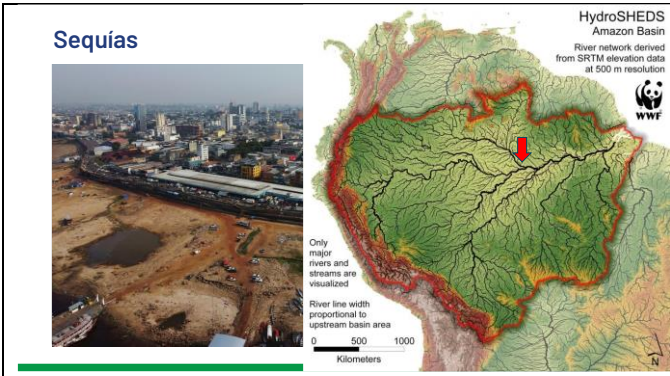 Sequías
HydroSHEDS
Amazon Basin
River network derived
from SRTM elevation data
at 500 m resolution
WWF
Only
major
rivers and
streams are
visualized
River line width
proportional to
upstream basin area
0 500 1000
Kilometers
N